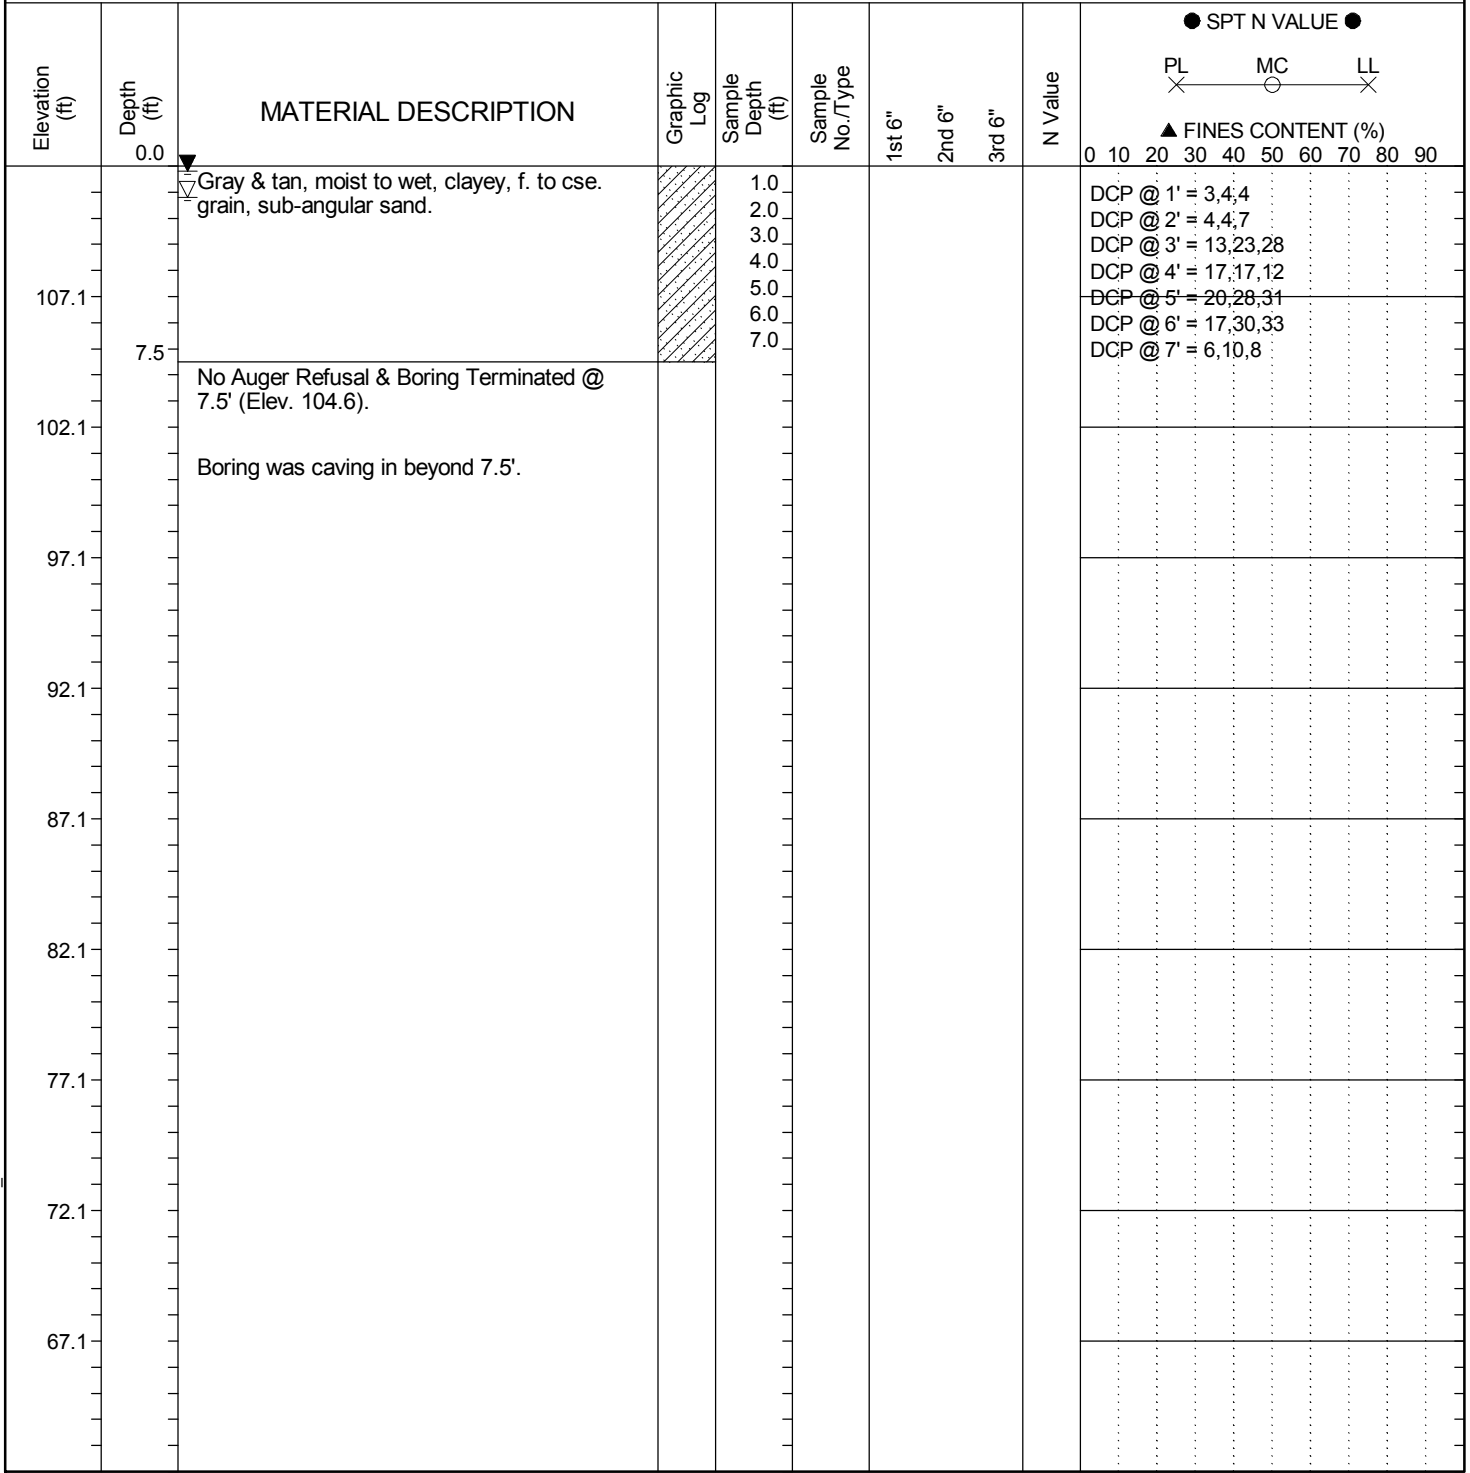 Elevation (ft)
Depth (ft)
0.0
MATERIAL DESCRIPTION
Graphic Log
Sample Depth (ft)
Sample No./Type
1st 6"
2nd 6"
3rd 6"
N Value
● SPT N VALUE ●
PL MC LL
▲ FINES CONTENT (%)
0 10 20 30 40 50 60 70 80 90
Gray & tan, moist to wet, clayey, f. to cse.
grain, sub-angular sand.
1.0
2.0
3.0
4.0
5.0
6.0
7.0
DCP @ 1' = 3,4,4
DCP @ 2' = 4,4,7
DCP @ 3' = 13,23,28
DCP @ 4' = 17,17,12
DCP @ 5' = 20,28,31
DCP @ 6' = 17,30,33
DCP @ 7' = 6,10,8
107.1
7.5
No Auger Refusal & Boring Terminated @
7.5' (Elev. 104.6).
102.1
Boring was caving in beyond 7.5'.
97.1
92.1
87.1
82.1
77.1
72.1
67.1